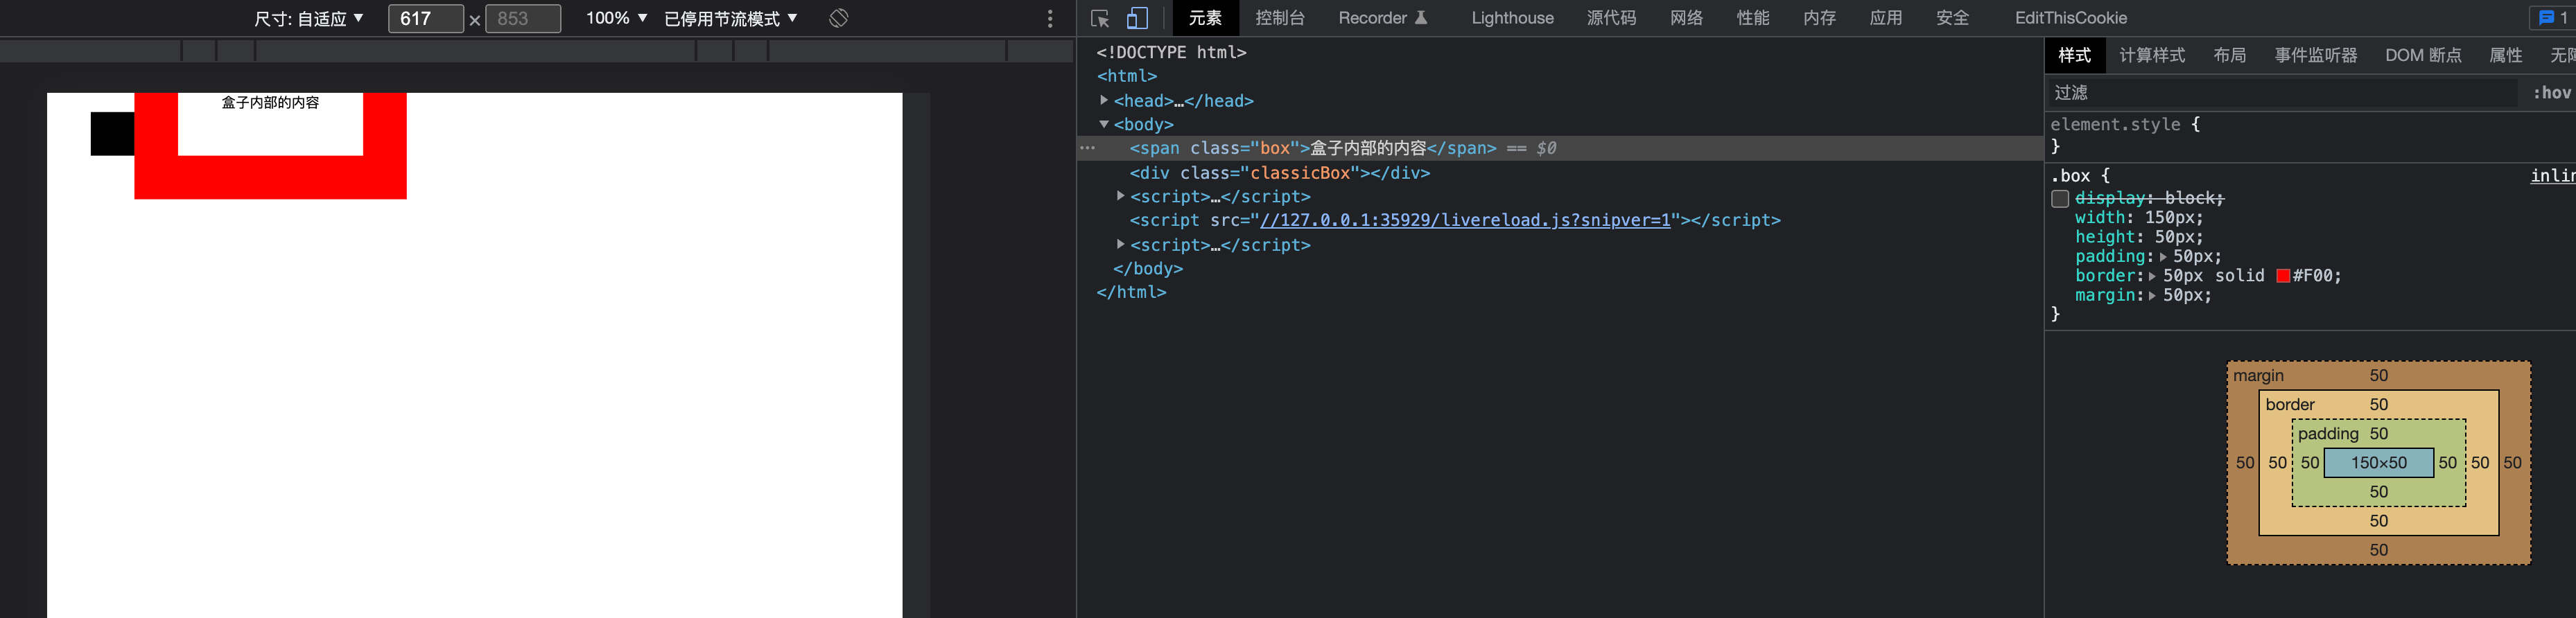 尺寸: 自适应 ▼ 617 × 853 100% ▼ 已停用节流模式 ▼
盒子内部的内容
元素 控制台 Recorder Lighthouse 源代码 网络 性能 内存 应用 安全 EditThisCookie 1
<!DOCTYPE html>
<html>
▶ <head>…</head>
▼ <body>
··· <span class="box">盒子内部的内容</span> == $0
<div class="classicBox"></div>
▶ <script>…</script>
<script src="//127.0.0.1:35929/livereload.js?snipver=1"></script>
▶ <script>…</script>
</body>
</html>
样式 计算样式 布局 事件监听器 DOM 断点 属性
过滤 :hov
element.style {
}
.box { inlin
display: block;
width: 150px;
height: 50px;
padding: ▶ 50px;
border: ▶ 50px solid #F00;
margin: ▶ 50px;
}
margin 50
border 50
padding 50
50 50 50 150×50 50 50 50
50
50
50